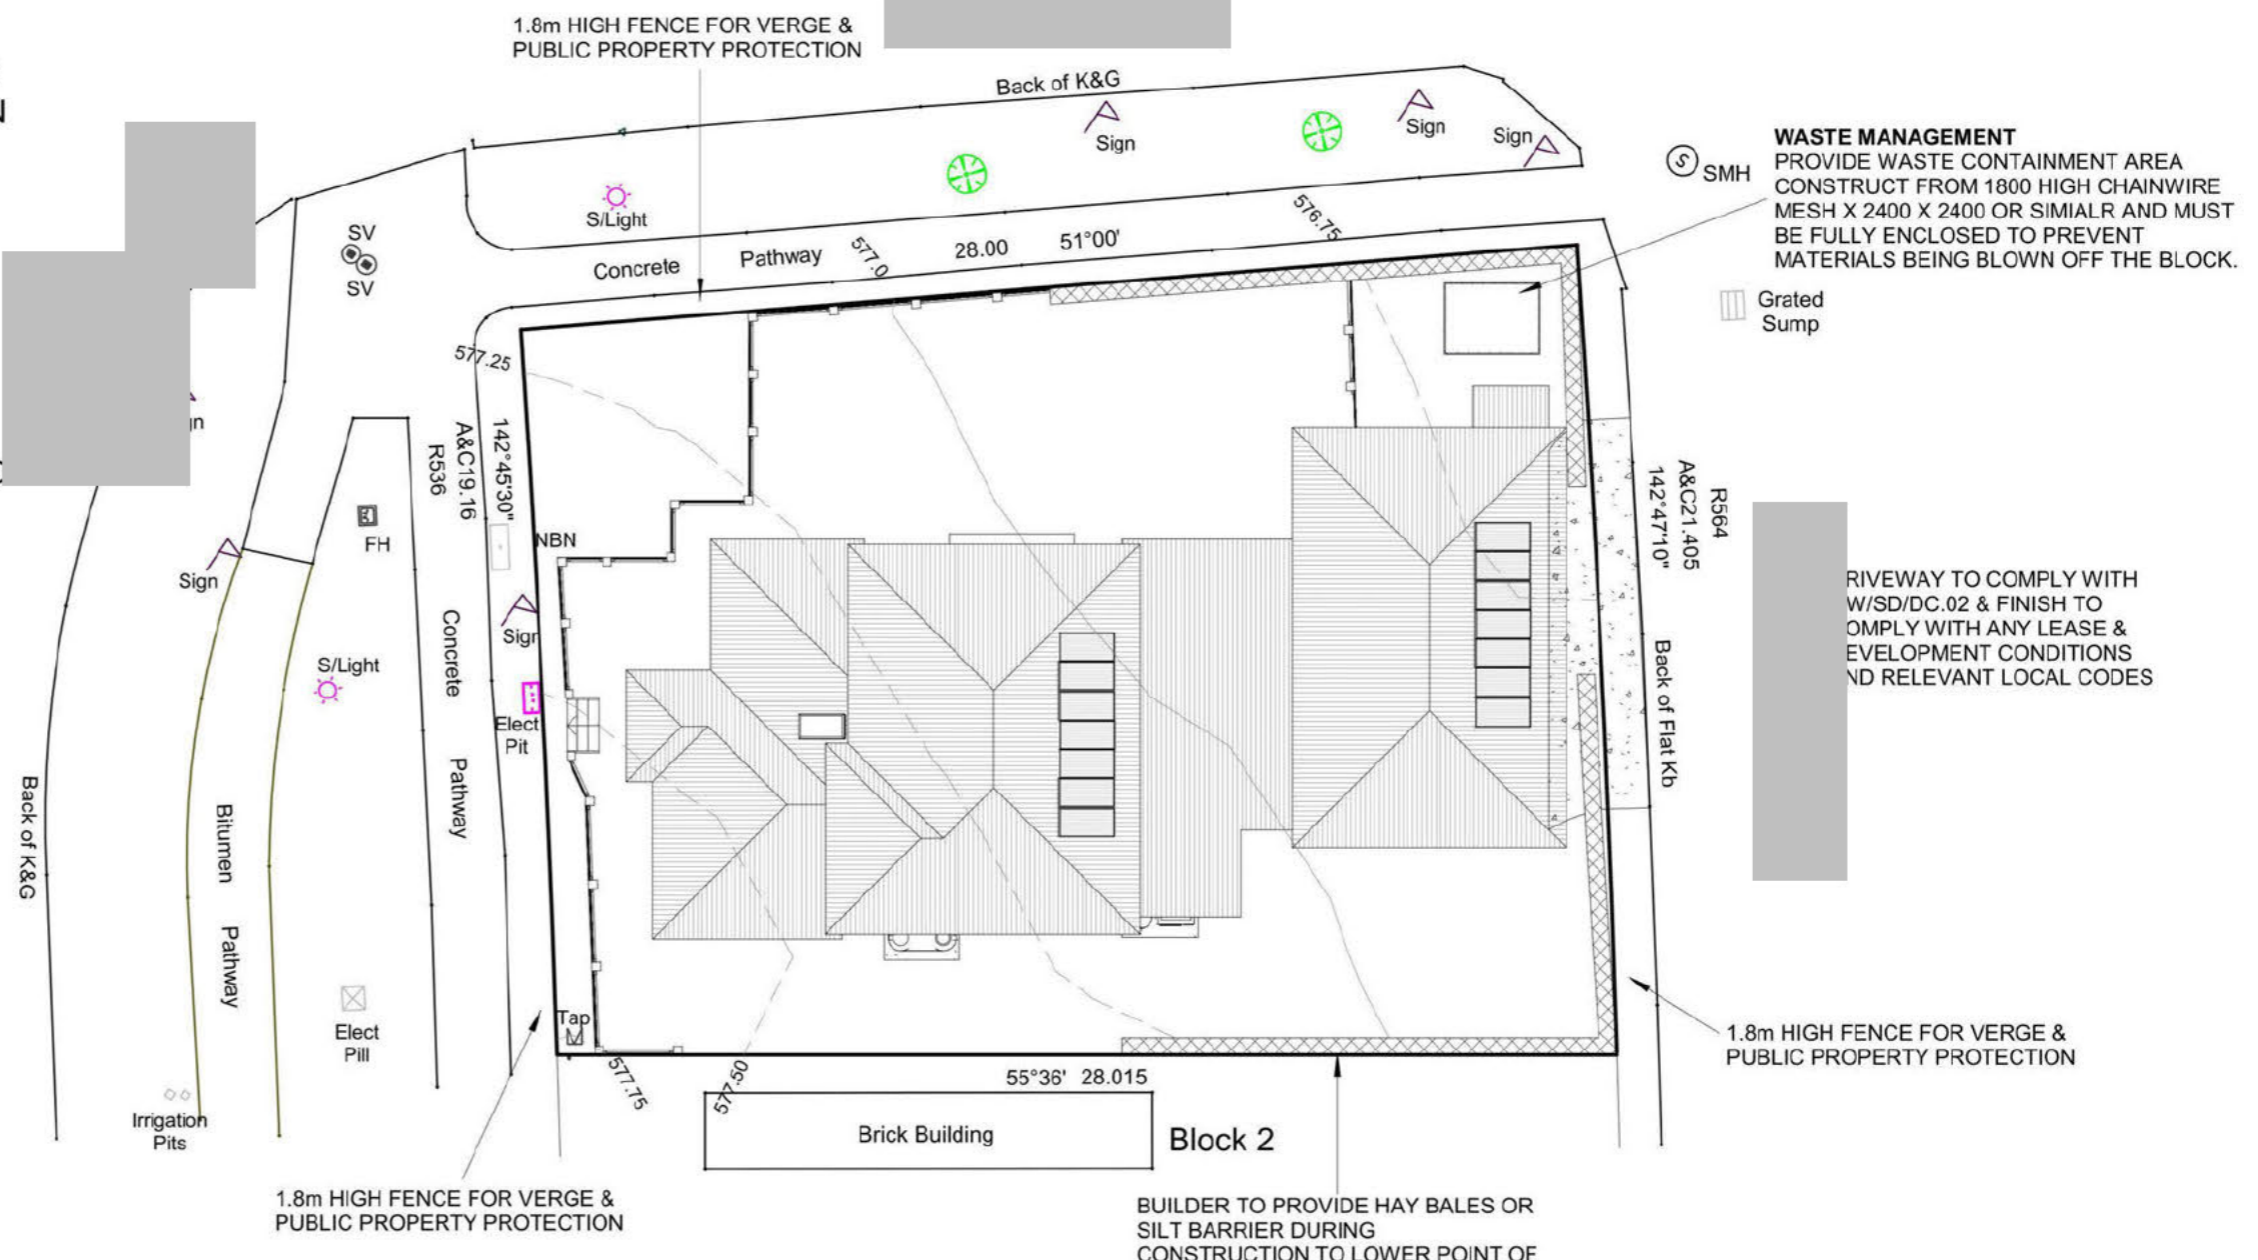 1.8m HIGH FENCE FOR VERGE &
PUBLIC PROPERTY PROTECTION
Back of K&G
Sign
Sign
Sign
S/Light
SMH
WASTE MANAGEMENT
PROVIDE WASTE CONTAINMENT AREA
CONSTRUCT FROM 1800 HIGH CHAINWIRE
MESH X 2400 X 2400 OR SIMIALR AND MUST
BE FULLY ENCLOSED TO PREVENT
MATERIALS BEING BLOWN OFF THE BLOCK.
Grated
Sump
SV
SV
Concrete Pathway
577.0
28.00 51°00'
576.75
577.25
142°45'30"
A&C19.16
R536
FH
NBN
Sign
Sign
S/Light
Elect
Pit
Concrete Pathway
Back of K&G
Bitumen Pathway
Elect
Pill
Irrigation
Pits
Tap
577.75
577.50
55°36' 28.015
Brick Building
Block 2
R564
A&C21.405
142°47'10"
Back of Flat Kb
RIVEWAY TO COMPLY WITH
W/SD/DC.02 & FINISH TO
OMPLY WITH ANY LEASE &
EVELOPMENT CONDITIONS
ND RELEVANT LOCAL CODES
1.8m HIGH FENCE FOR VERGE &
PUBLIC PROPERTY PROTECTION
1.8m HIGH FENCE FOR VERGE &
PUBLIC PROPERTY PROTECTION
BUILDER TO PROVIDE HAY BALES OR
SILT BARRIER DURING
CONSTRUCTION TO LOWER POINT OF